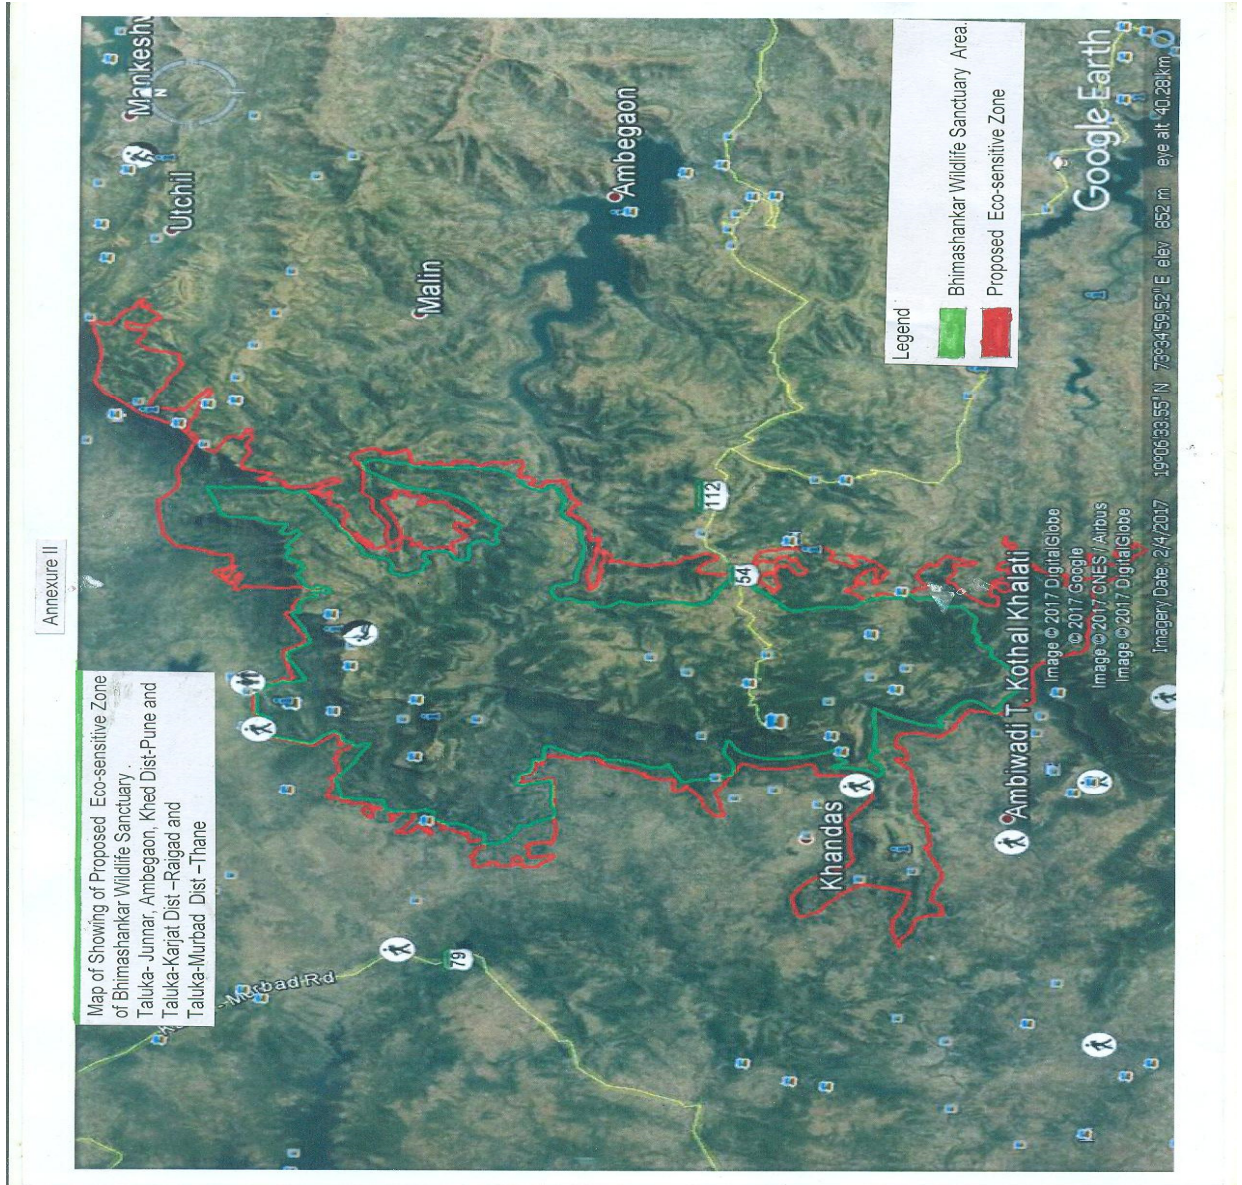 Annexure II
Map of Showing of Proposed Eco-sensitive Zone
of Bhimashankar Wildlife Sanctuary .
Taluka- Junnar, Ambegaon, Khed Dist-Pune and
Taluka-Karjat Dist –Raigad and
Taluka-Murbad Dist –Thane
Utchil
N
Malin
Ambegaon
-Murbad Rd
79
112
54
Khandas
Ambiwadi T. Kothal Khalati
Legend
Bhimashankar Wildlife Sanctuary Area.
Proposed Eco-sensitive Zone
Image © 2017 DigitalGlobe
© 2017 Google
Image © 2017 CNES / Airbus
Image © 2017 DigitalGlobe
Google Earth
Imagery Date: 2/4/2017 19°06'33.55" N 73°34'59.52" E elev 852 m eye alt 40.28 km